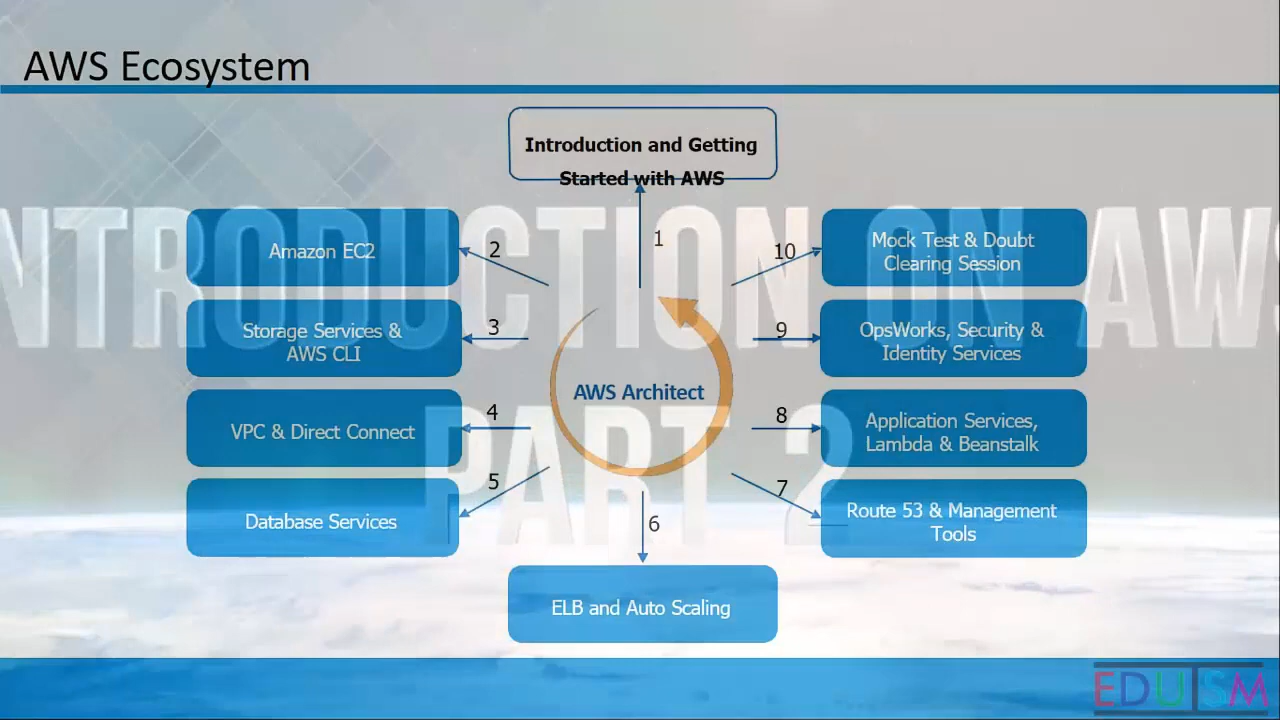 AWS Ecosystem
Introduction and Getting
Started with AWS
1
Amazon EC2
2
Storage Services &
AWS CLI
3
VPC & Direct Connect
4
Database Services
5
ELB and Auto Scaling
6
Route 53 & Management
Tools
7
Application Services,
Lambda & Beanstalk
8
OpsWorks, Security &
Identity Services
9
Mock Test & Doubt
Clearing Session
10
AWS Architect
NTRODUCTION ON AWS
PART 2
EDUISM